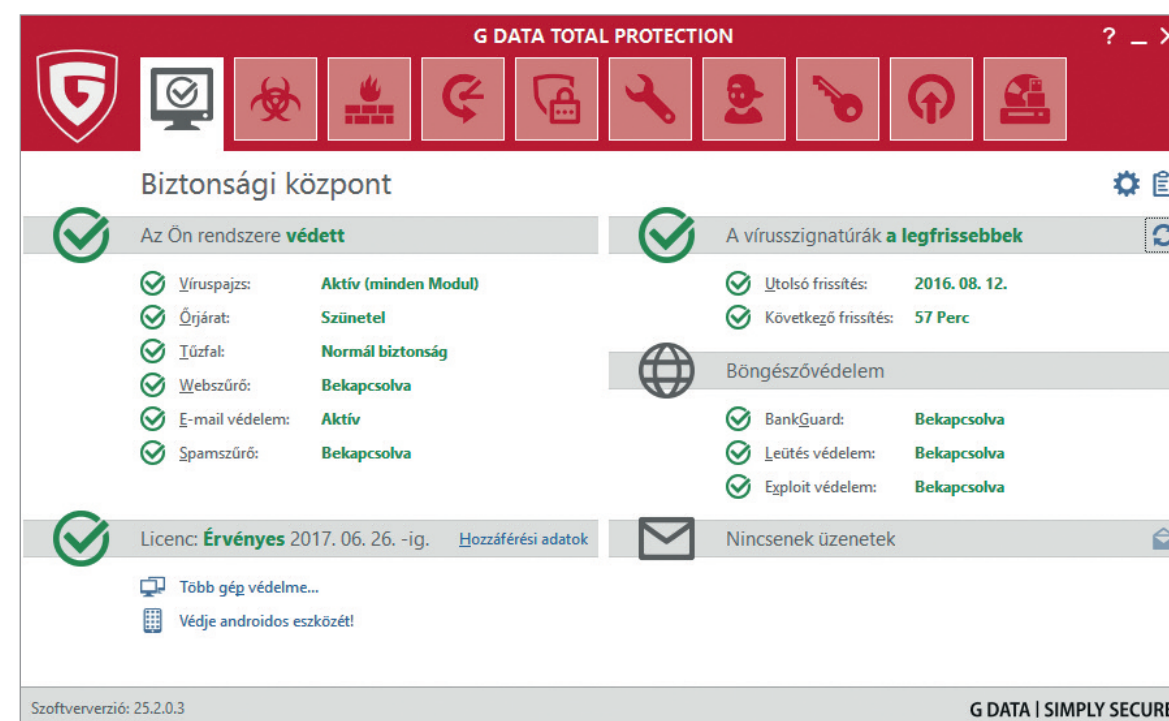 G DATA TOTAL PROTECTION
Biztonsági központ
Az Ön rendszere védett
Víruspajzs: Aktív (minden Modul)
Őrjárat: Szünetel
Tűzfal: Normál biztonság
Webszűrő: Bekapcsolva
E-mail védelem: Aktív
Spamszűrő: Bekapcsolva
Licenc: Érvényes 2017. 06. 26. -ig. Hozzáférési adatok
Több gép védelme...
Védje androidos eszközét!
A vírusszignatúrák a legfrissebbek
Utolsó frissítés: 2016. 08. 12.
Következő frissítés: 57 Perc
Böngészővédelem
BankGuard: Bekapcsolva
Leütés védelem: Bekapcsolva
Exploit védelem: Bekapcsolva
Nincsenek üzenetek
Szoftververzió: 25.2.0.3
G DATA | SIMPLY SECURE